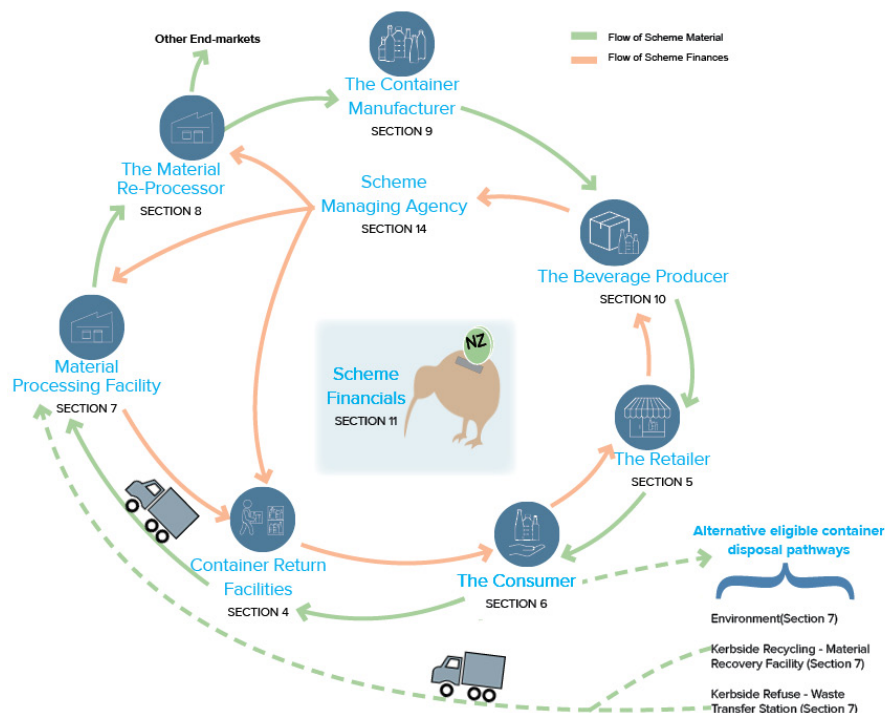 Other End-markets
Flow of Scheme Material
Flow of Scheme Finances
The Container
Manufacturer
SECTION 9
The Material
Re-Processor
SECTION 8
Scheme
Managing Agency
SECTION 14
The Beverage Producer
SECTION 10
Material
Processing Facility
SECTION 7
NZ
Scheme
Financials
SECTION 11
The Retailer
SECTION 5
Container Return
Facilities
SECTION 4
The Consumer
SECTION 6
Alternative eligible container
disposal pathways
Environment(Section 7)
Kerbside Recycling - Material
Recovery Facility (Section 7)
Kerbside Refuse - Waste
Transfer Station (Section 7)